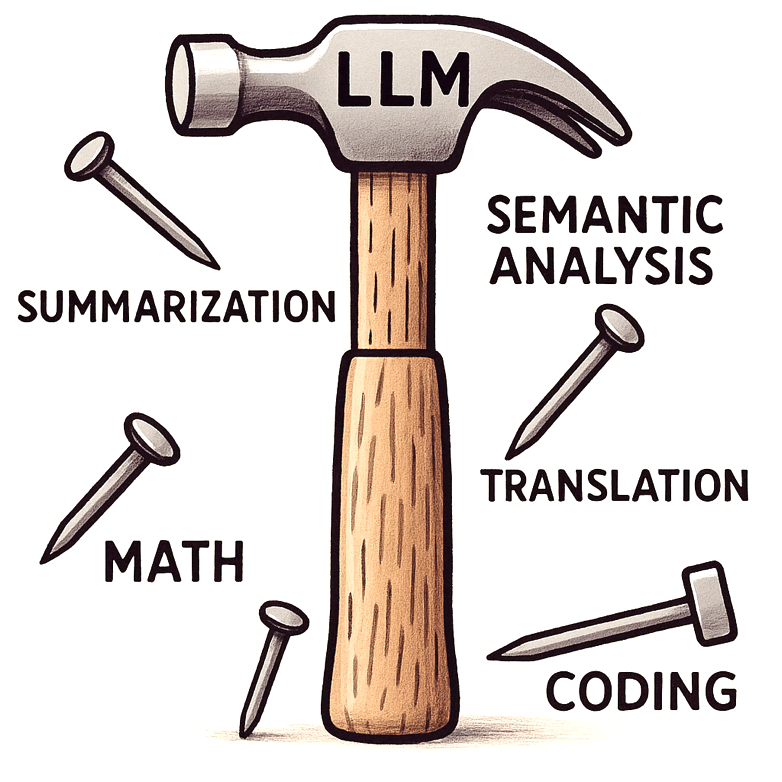 LLM
SEMANTIC
ANALYSIS
SUMMARIZATION
TRANSLATION
MATH
CODING